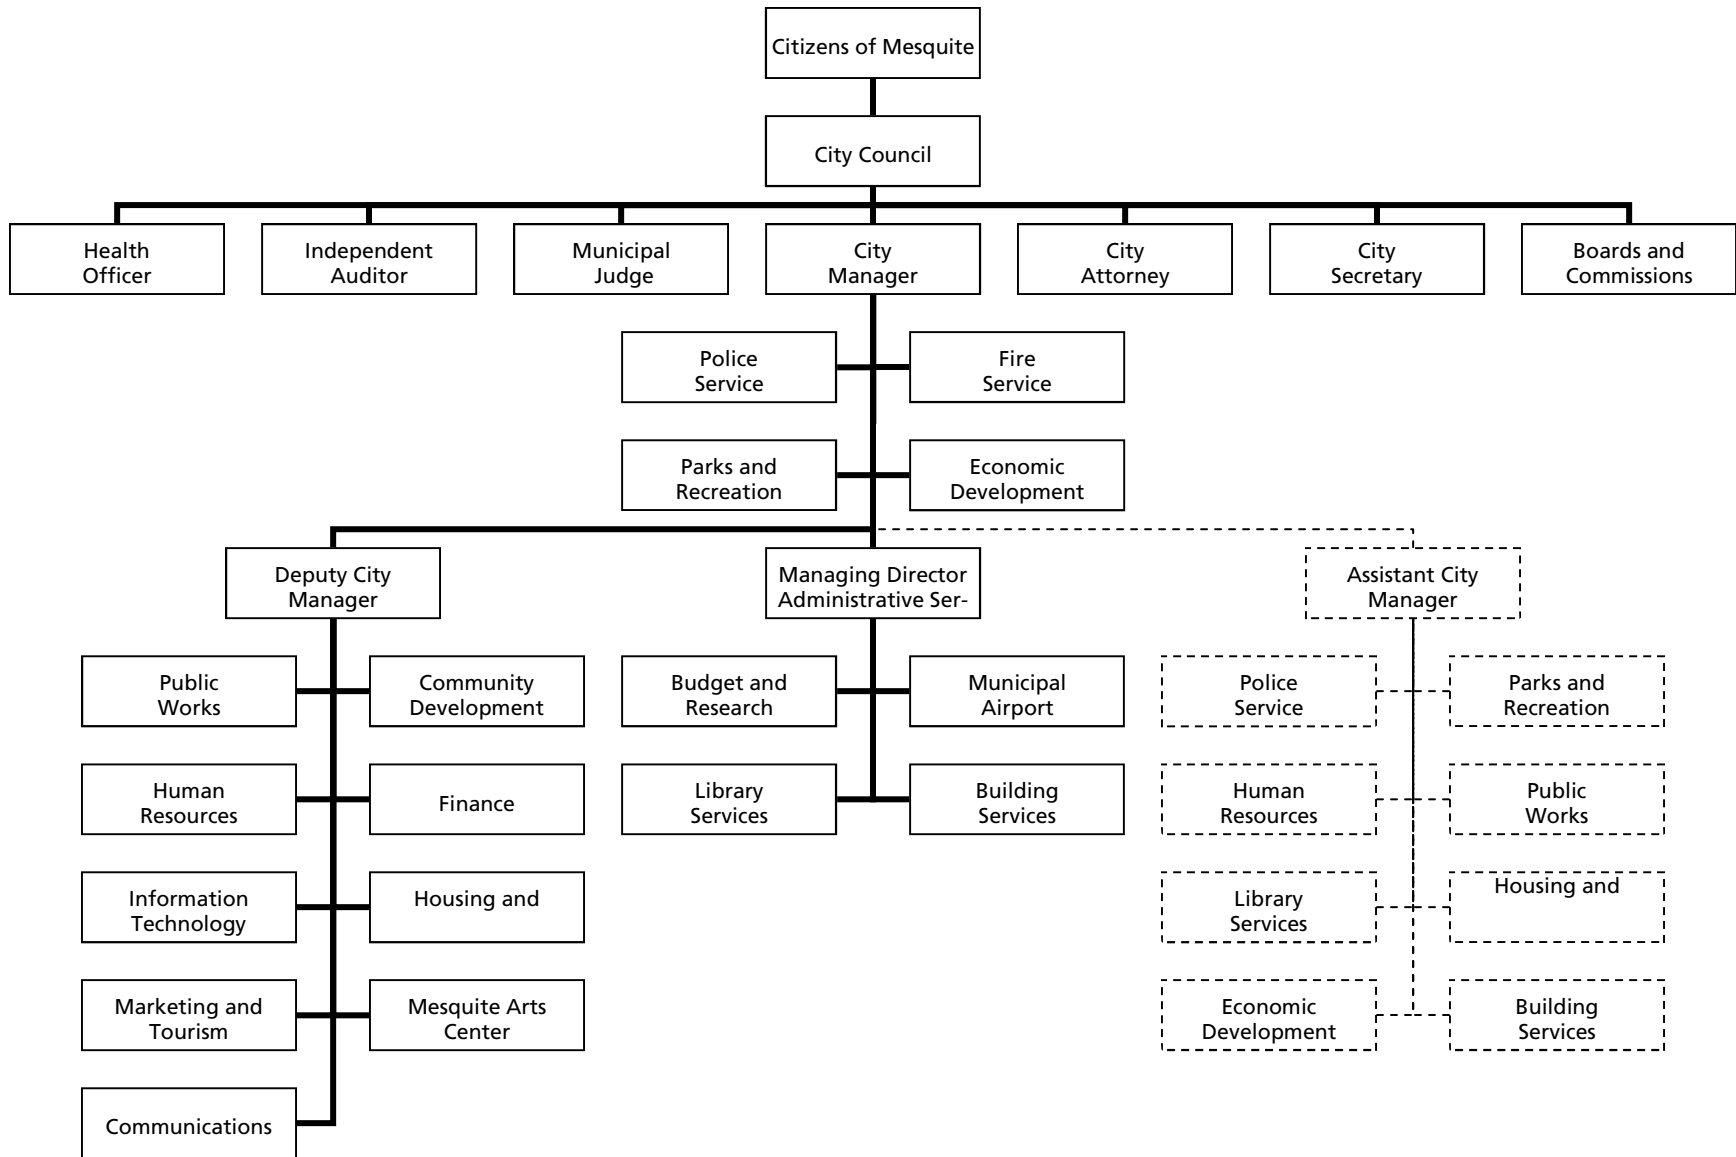 Citizens of Mesquite
City Council
Health
Officer
Independent
Auditor
Municipal
Judge
City
Manager
City
Attorney
City
Secretary
Boards and
Commissions
Police
Service
Fire
Service
Parks and
Recreation
Economic
Development
Deputy City
Manager
Managing Director
Administrative Ser-
Assistant City
Manager
Public
Works
Community
Development
Budget and
Research
Municipal
Airport
Police
Service
Parks and
Recreation
Human
Resources
Finance
Library
Services
Building
Services
Human
Resources
Public
Works
Information
Technology
Housing and
Library
Services
Housing and
Marketing and
Tourism
Mesquite Arts
Center
Economic
Development
Building
Services
Communications